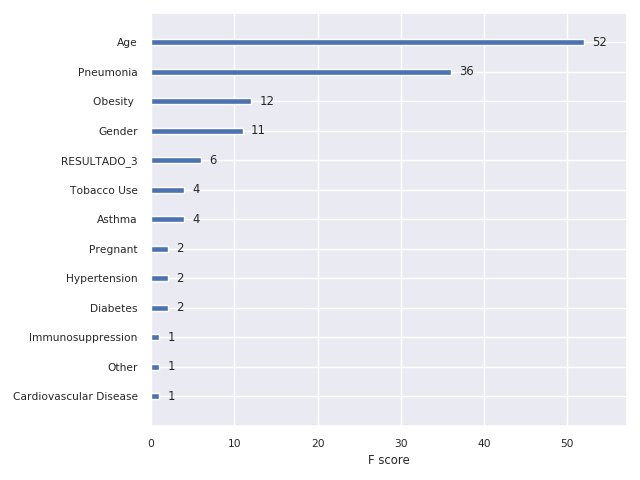 Age 52
Pneumonia 36
Obesity 12
Gender 11
RESULTADO_3 6
Tobacco Use 4
Asthma 4
Pregnant 2
Hypertension 2
Diabetes 2
Immunosuppression 1
Other 1
Cardiovascular Disease 1
0 10 20 30 40 50
F score